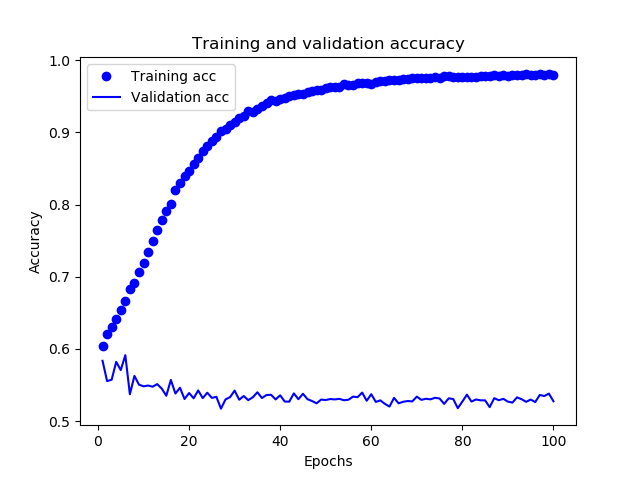 Training and validation accuracy
1.0
Training acc
Validation acc
0.9
0.8
Accuracy
0.7
0.6
0.5
0 20 40 60 80 100
Epochs